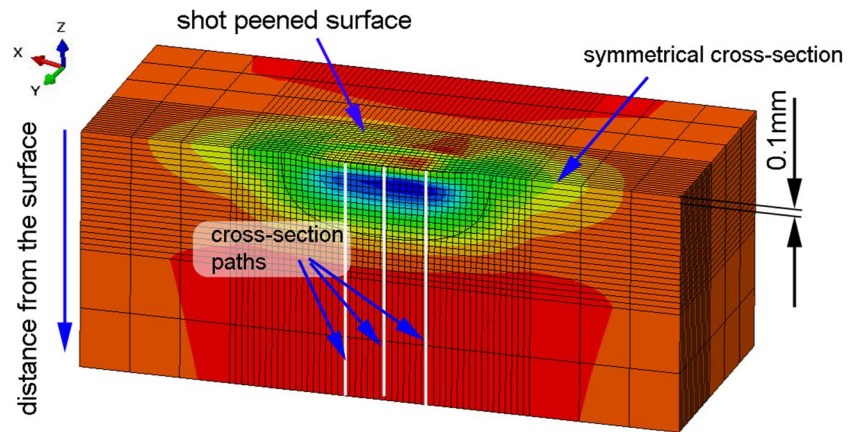 shot peened surface
symmetrical cross-section
Z
X
Y
0.1mm
distance from the surface
cross-section
paths